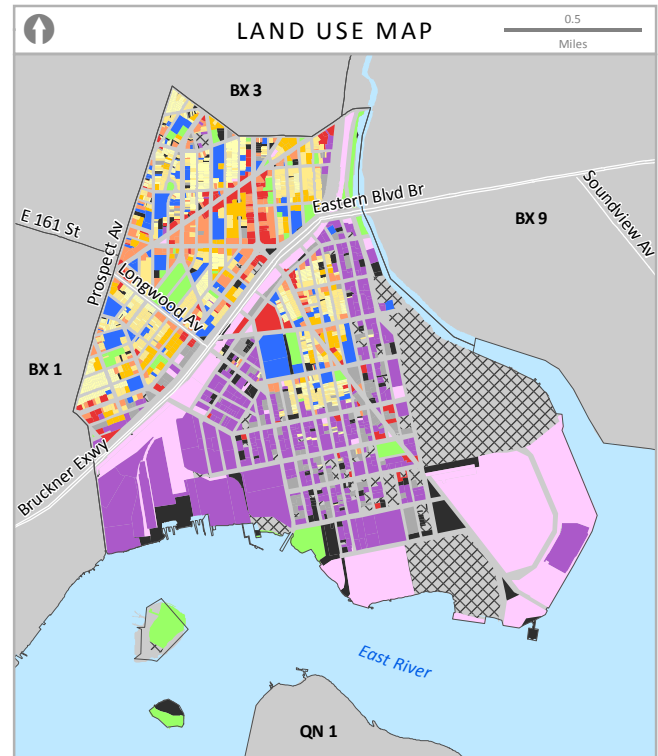 LAND USE MAP
0.5
Miles
BX 3
Eastern Blvd Br
Soundview Av
BX 9
E 161 St
Prospect Av
Longwood Av
BX 1
Bruckner Exwy
East River
QN 1